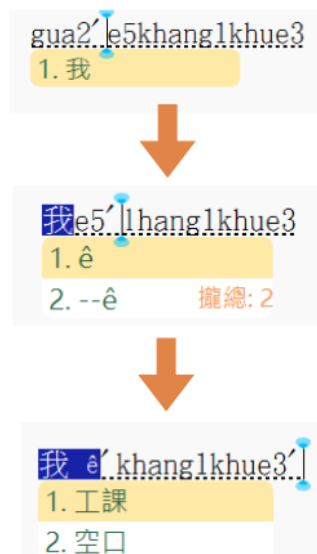 gua2ˊe5khang1khue3
1. 我
我e5ˊ1hang1khue3
1. ê
2. --ê 攏總: 2
我 êˊkhang1khue3ˊ
1. 工課
2. 空口